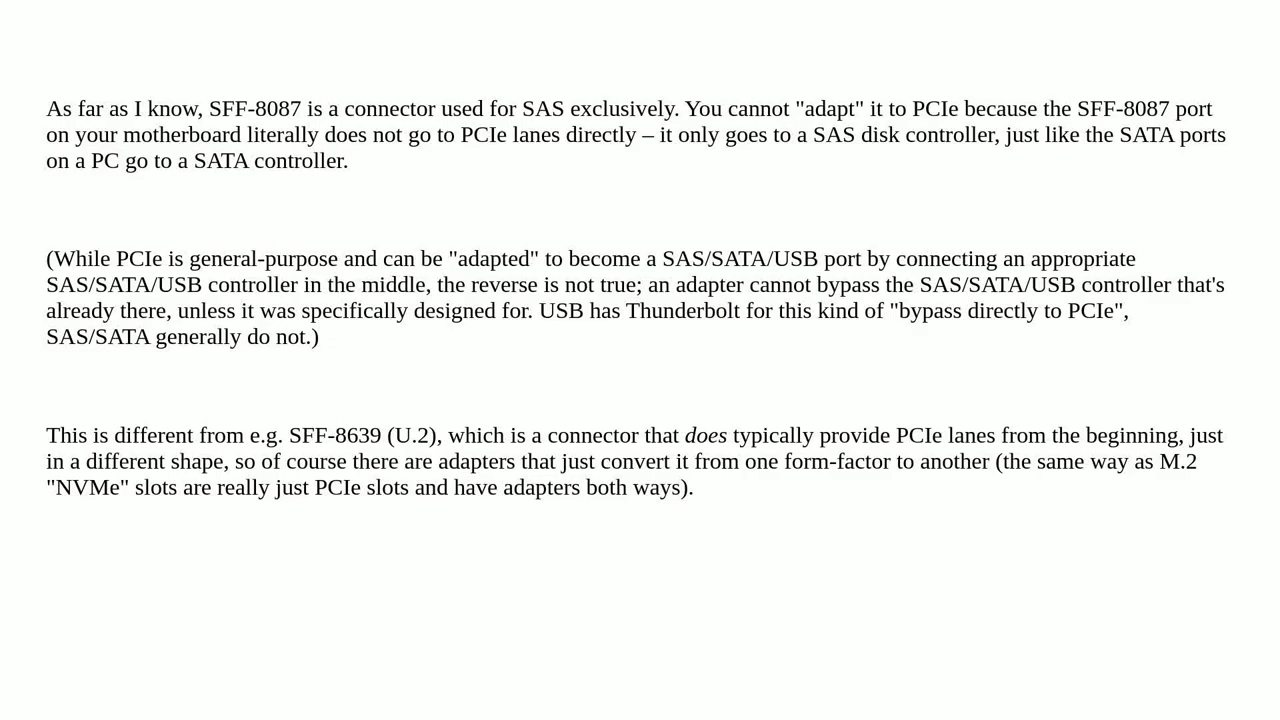 As far as I know, SFF-8087 is a connector used for SAS exclusively. You cannot "adapt" it to PCIe because the SFF-8087 port
on your motherboard literally does not go to PCIe lanes directly – it only goes to a SAS disk controller, just like the SATA ports
on a PC go to a SATA controller.
(While PCIe is general-purpose and can be "adapted" to become a SAS/SATA/USB port by connecting an appropriate
SAS/SATA/USB controller in the middle, the reverse is not true; an adapter cannot bypass the SAS/SATA/USB controller that's
already there, unless it was specifically designed for. USB has Thunderbolt for this kind of "bypass directly to PCIe",
SAS/SATA generally do not.)
This is different from e.g. SFF-8639 (U.2), which is a connector that does typically provide PCIe lanes from the beginning, just
in a different shape, so of course there are adapters that just convert it from one form-factor to another (the same way as M.2
"NVMe" slots are really just PCIe slots and have adapters both ways).